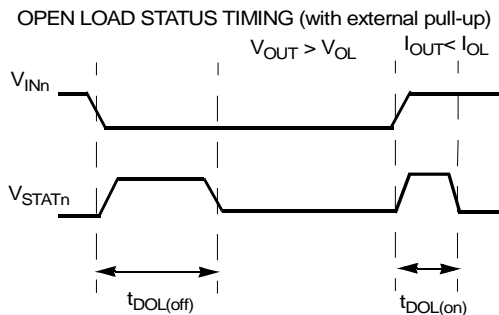 OPEN LOAD STATUS TIMING (with external pull-up)
VOUT > VOL
IOUT< IOL
VINn
VSTATn
tDOL(off)
tDOL(on)